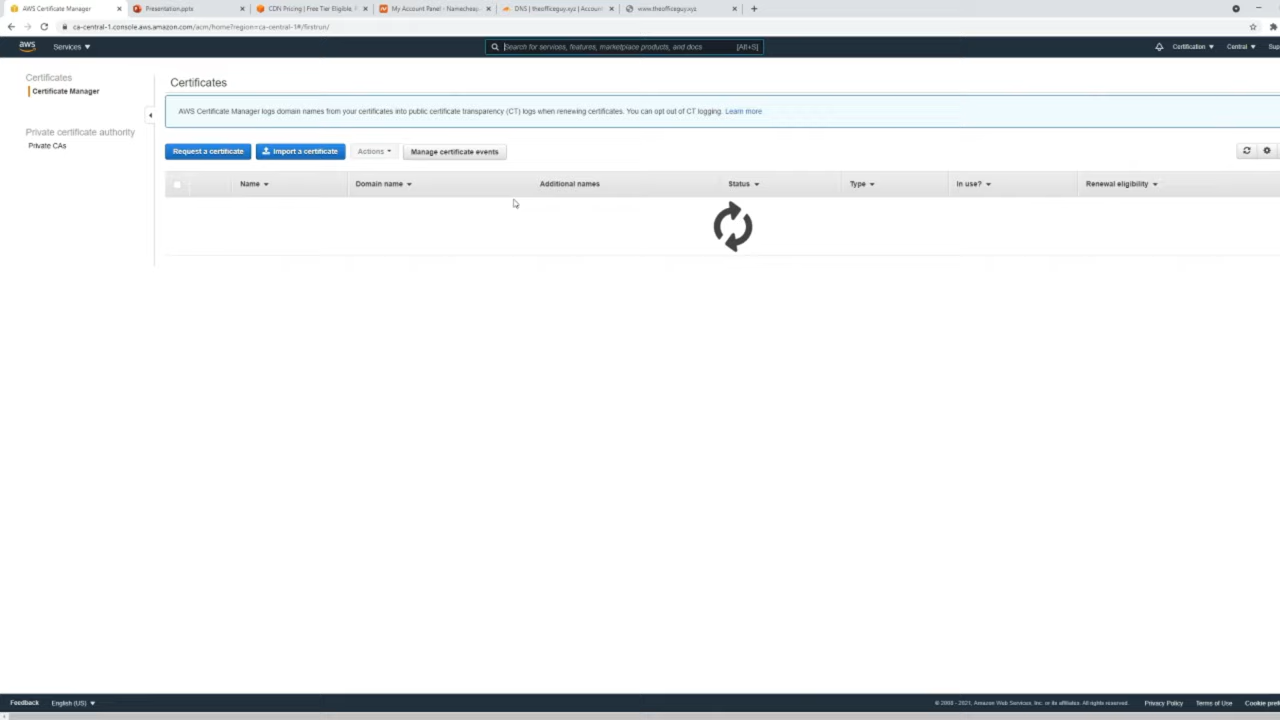 AWS Certificate Manager
Presentation.pptx
CDN Pricing | Free Tier Eligible,
My Account Panel - Namecheap
DNS | theofficeguy.xyz | Account
www.theofficeguy.xyz
ca-central-1.console.aws.amazon.com/acm/home?region=ca-central-1#/firstrun/
aws
Services
Search for services, features, marketplace products, and docs
[Alt+S]
Certification
Central
Sup
Certificates
Certificate Manager
Private certificate authority
Private CAs
Certificates
AWS Certificate Manager logs domain names from your certificates into public certificate transparency (CT) logs when renewing certificates. You can opt out of CT logging. Learn more
Request a certificate
Import a certificate
Actions
Manage certificate events
Name
Domain name
Additional names
Status
Type
In use?
Renewal eligibility
Feedback
English (US)
© 2008 - 2021, Amazon Web Services, Inc. or its affiliates. All rights reserved.
Privacy Policy
Terms of Use
Cookie pref